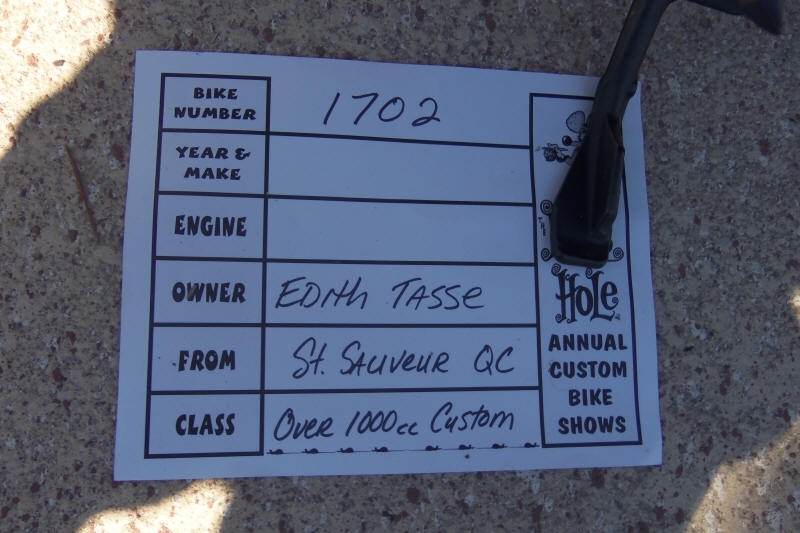 BIKE NUMBER 1702
YEAR & MAKE
ENGINE
OWNER Edith Tasse
FROM St. Sauveur QC
CLASS Over 1000cc Custom
HOLE
ANNUAL
CUSTOM
BIKE
SHOWS